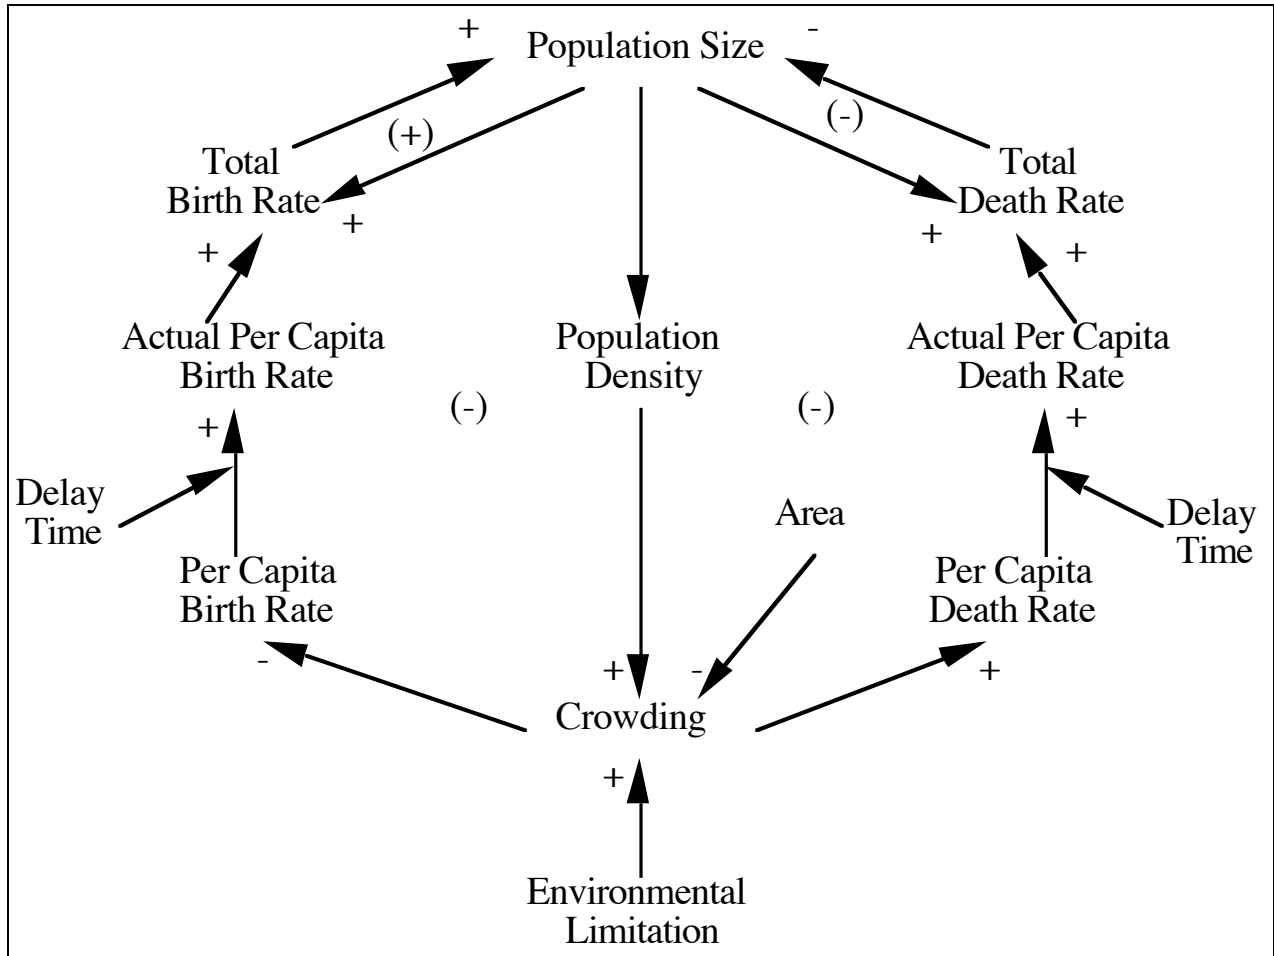 +
Population Size
-
(+)
(-)
Total
Birth Rate
+
+
Total
Death Rate
+
+
Actual Per Capita
Birth Rate
+
Population
Density
Actual Per Capita
Death Rate
+
(-)
(-)
Delay
Time
Area
Delay
Time
Per Capita
Birth Rate
-
Per Capita
Death Rate
+
+
-
Crowding
+
Environmental
Limitation